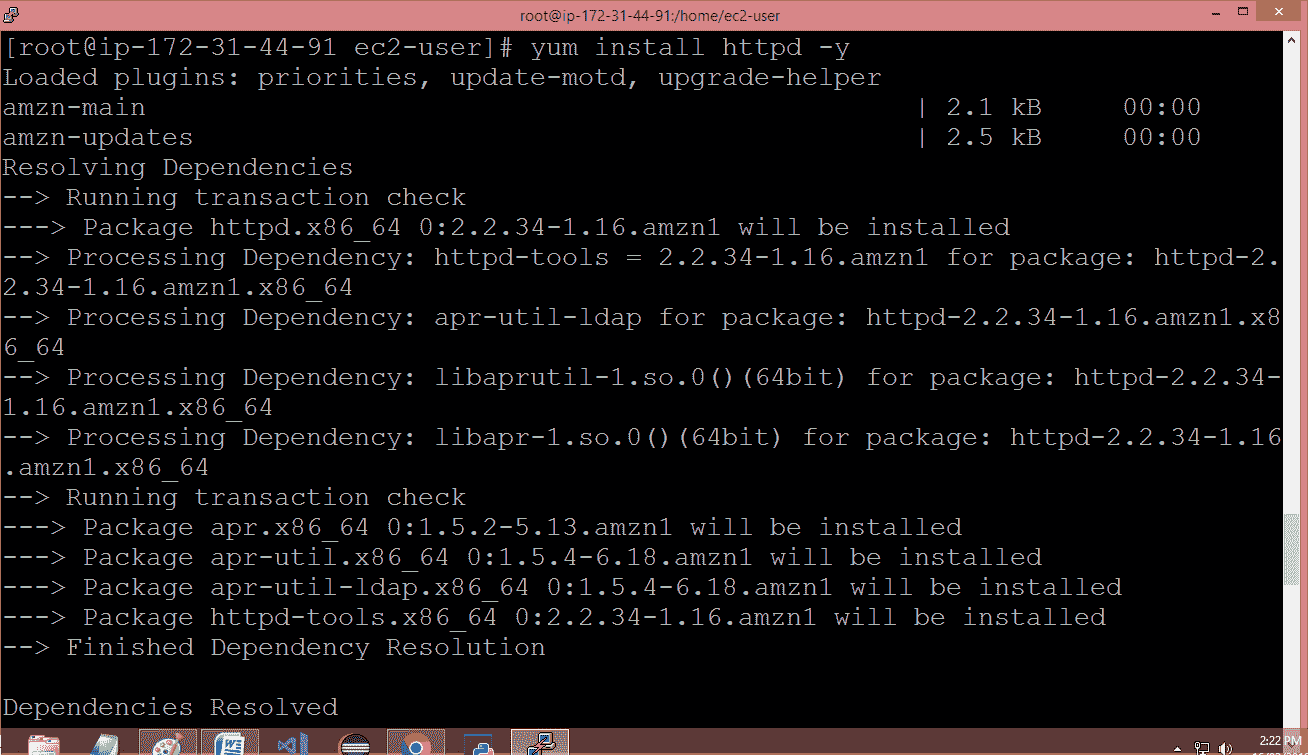 root@ip-172-31-44-91:/home/ec2-user
[root@ip-172-31-44-91 ec2-user]# yum install httpd -y
Loaded plugins: priorities, update-motd, upgrade-helper
amzn-main | 2.1 kB 00:00
amzn-updates | 2.5 kB 00:00
Resolving Dependencies
--> Running transaction check
---> Package httpd.x86_64 0:2.2.34-1.16.amzn1 will be installed
--> Processing Dependency: httpd-tools = 2.2.34-1.16.amzn1 for package: httpd-2.
2.34-1.16.amzn1.x86_64
--> Processing Dependency: apr-util-ldap for package: httpd-2.2.34-1.16.amzn1.x8
6_64
--> Processing Dependency: libaprutil-1.so.0()(64bit) for package: httpd-2.2.34-
1.16.amzn1.x86_64
--> Processing Dependency: libapr-1.so.0()(64bit) for package: httpd-2.2.34-1.16
.amzn1.x86_64
--> Running transaction check
---> Package apr.x86_64 0:1.5.2-5.13.amzn1 will be installed
---> Package apr-util.x86_64 0:1.5.4-6.18.amzn1 will be installed
---> Package apr-util-ldap.x86_64 0:1.5.4-6.18.amzn1 will be installed
---> Package httpd-tools.x86_64 0:2.2.34-1.16.amzn1 will be installed
--> Finished Dependency Resolution
Dependencies Resolved
2:22 PM